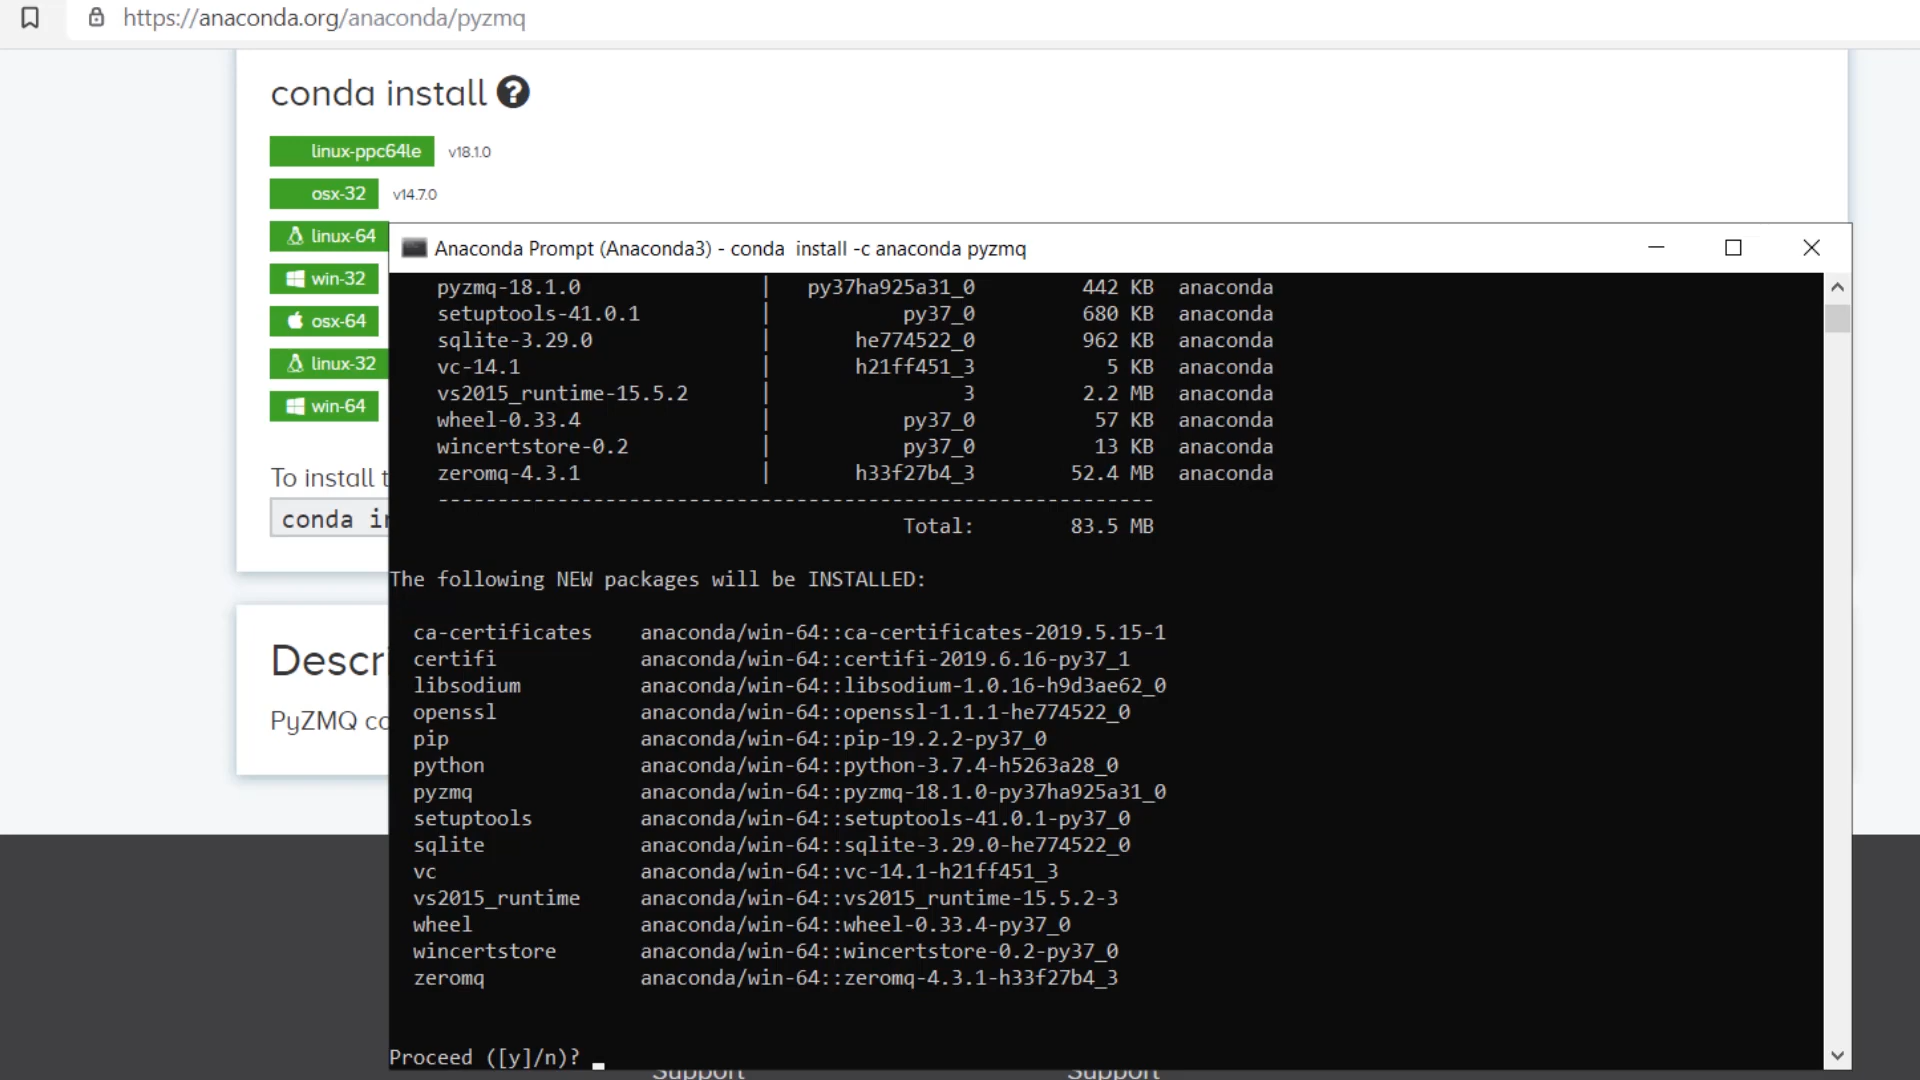 https://anaconda.org/anaconda/pyzmq
conda install ?
linux-ppc64le v18.1.0
osx-32 v14.7.0
linux-64
win-32
osx-64
linux-32
win-64
To install
conda
PyZMQ
Anaconda Prompt (Anaconda3) - conda  install -c anaconda pyzmq
pyzmq-18.1.0 | py37ha925a31_0 442 KB anaconda
setuptools-41.0.1 | py37_0 680 KB anaconda
sqlite-3.29.0 | he774522_0 962 KB anaconda
vc-14.1 | h21ff451_3 5 KB anaconda
vs2015_runtime-15.5.2 | 3 2.2 MB anaconda
wheel-0.33.4 | py37_0 57 KB anaconda
wincertstore-0.2 | py37_0 13 KB anaconda
zeromq-4.3.1 | h33f27b4_3 52.4 MB anaconda
------------------------------------------------------------
Total: 83.5 MB
The following NEW packages will be INSTALLED:
ca-certificates anaconda/win-64::ca-certificates-2019.5.15-1
certifi anaconda/win-64::certifi-2019.6.16-py37_1
libsodium anaconda/win-64::libsodium-1.0.16-h9d3ae62_0
openssl anaconda/win-64::openssl-1.1.1-he774522_0
pip anaconda/win-64::pip-19.2.2-py37_0
python anaconda/win-64::python-3.7.4-h5263a28_0
pyzmq anaconda/win-64::pyzmq-18.1.0-py37ha925a31_0
setuptools anaconda/win-64::setuptools-41.0.1-py37_0
sqlite anaconda/win-64::sqlite-3.29.0-he774522_0
vc anaconda/win-64::vc-14.1-h21ff451_3
vs2015_runtime anaconda/win-64::vs2015_runtime-15.5.2-3
wheel anaconda/win-64::wheel-0.33.4-py37_0
wincertstore anaconda/win-64::wincertstore-0.2-py37_0
zeromq anaconda/win-64::zeromq-4.3.1-h33f27b4_3
Proceed ([y]/n)?
Support Support